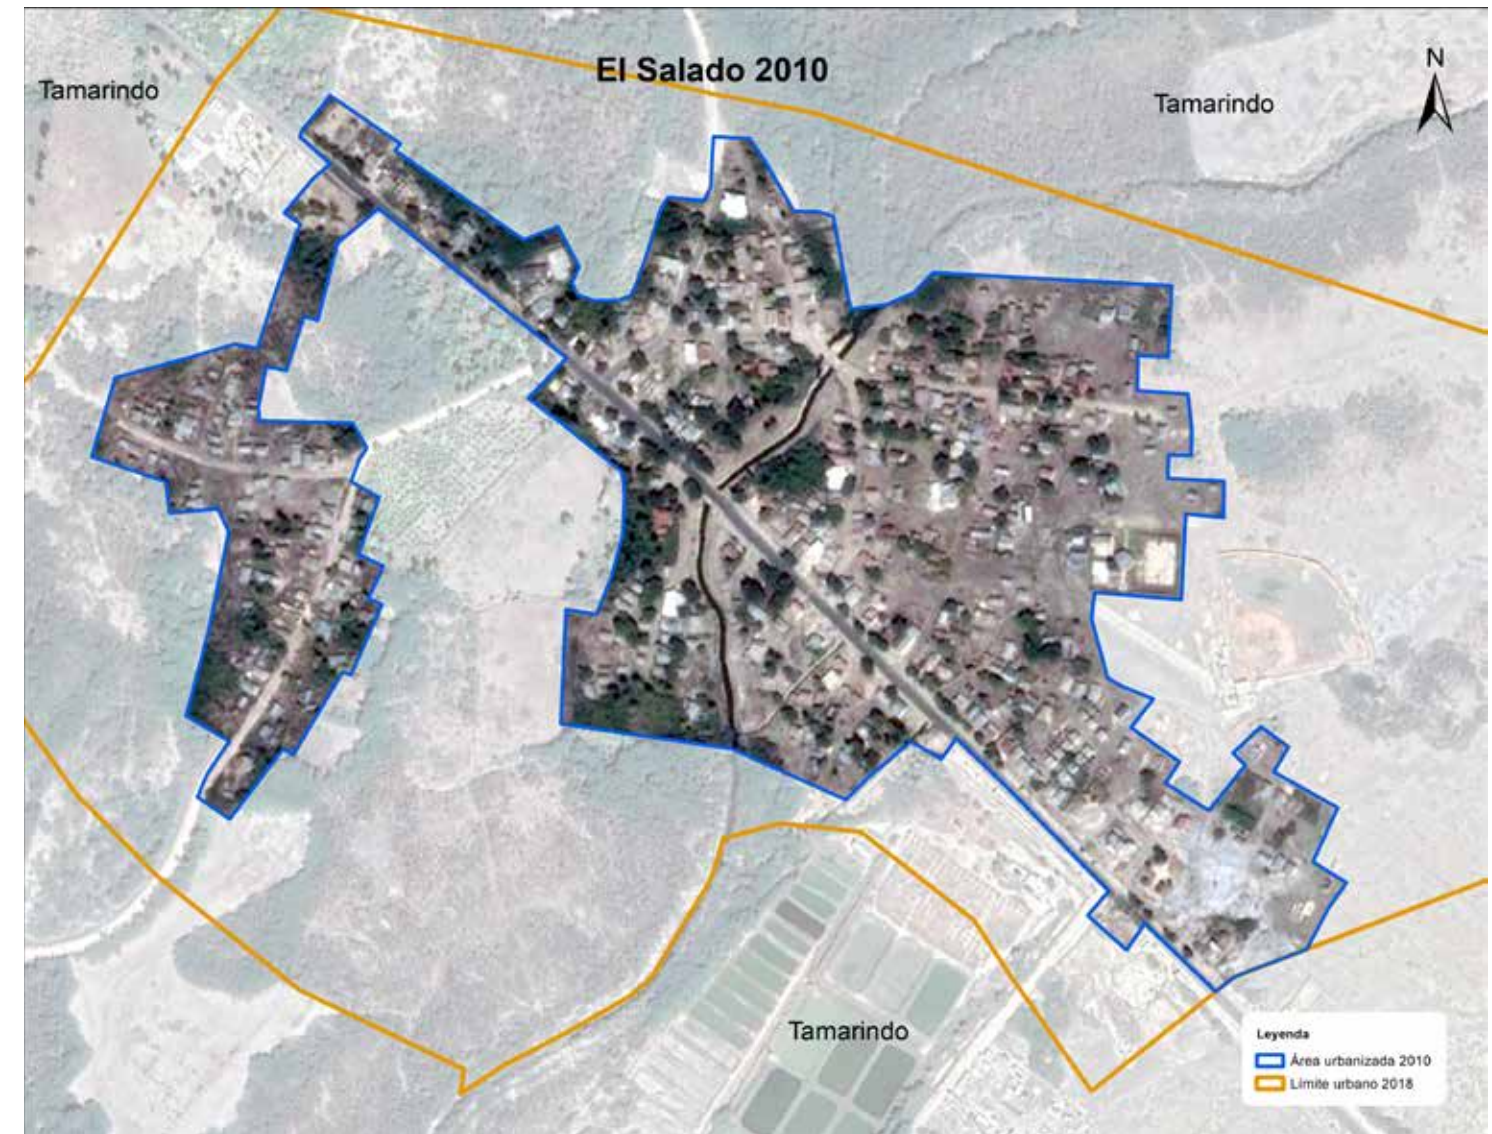 El Salado 2010
N
Tamarindo
Tamarindo
Tamarindo
Leyenda
Área urbanizada 2010
Límite urbano 2018